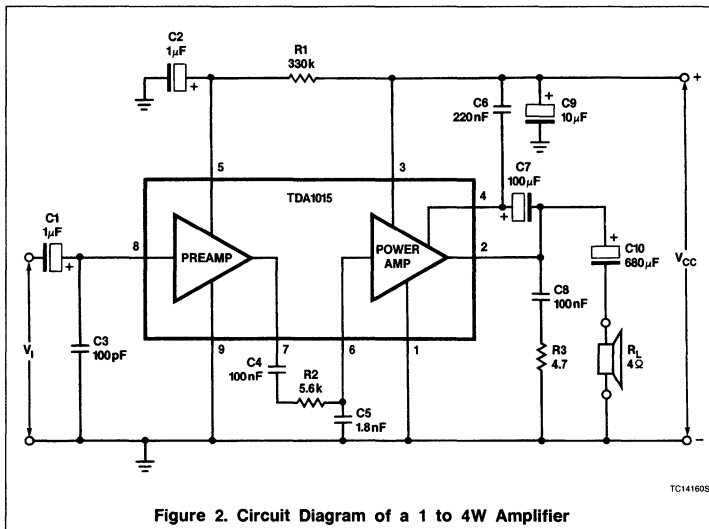 C2
1μF
+
R1
330k
+
C6
220nF
+
C9
10μF
5
3
C7
100μF
TDA1015
4
+
C1
1μF
+
8
PREAMP
POWER
AMP
2
+
C10
680μF
VCC
VI
C3
100pF
C8
100nF
9
7
6
1
C4
100nF
R2
5.6k
R3
4.7
RL
4Ω
C5
1.8nF
−
TC14160S
Figure 2. Circuit Diagram of a 1 to 4W Amplifier